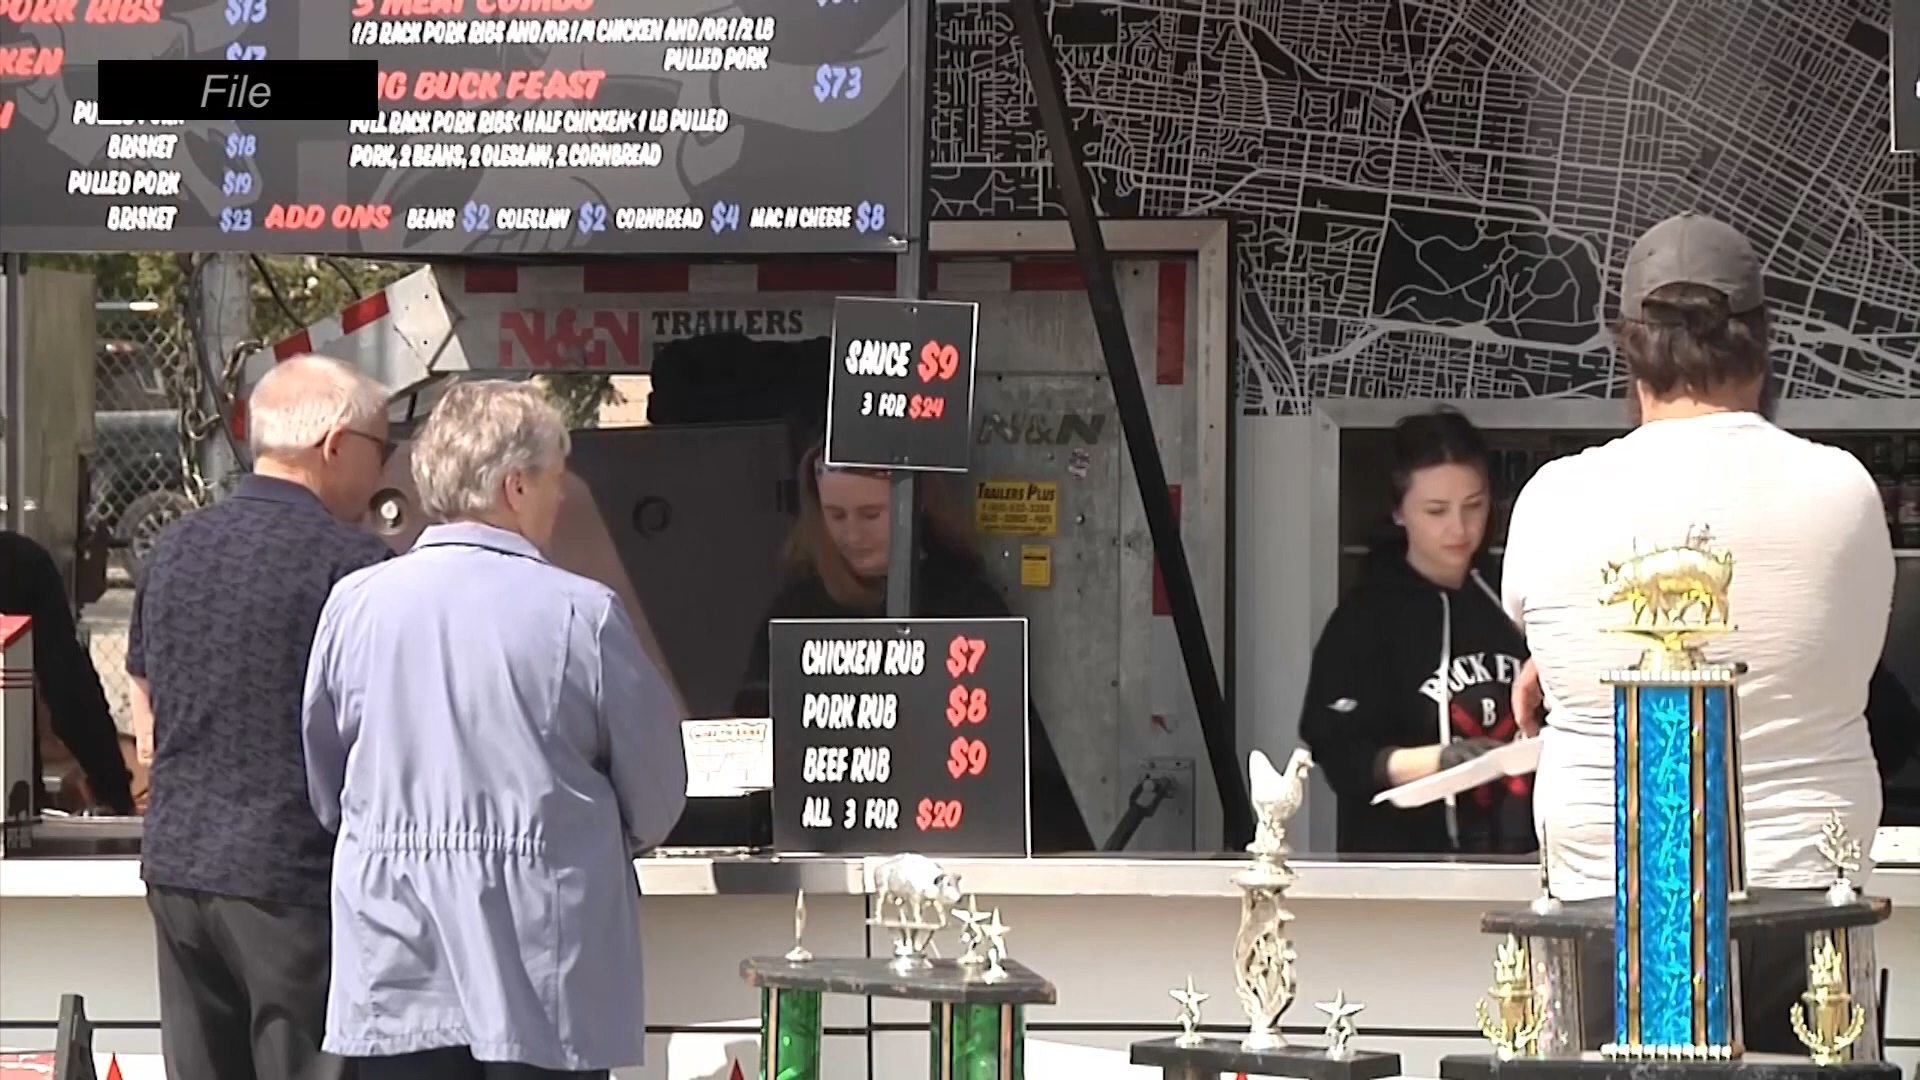 PORK RIBS $13
3 MEAT COMBO
1/3 RACK PORK RIBS AND/OR 1/4 CHICKEN AND/OR 1/2 LB
PULLED PORK
File
BUCK FEAST $73
FULL RACK PORK RIBS< HALF CHICKEN< 1 LB PULLED
PORK, 2 BEANS, 2 OLESLAW, 2 CORNBREAD
BRISKET $18
PULLED PORK $19
BRISKET $23
ADD ONS BEANS $2 COLESLAW $2 CORNBREAD $4 MAC N CHEESE $8
N&N TRAILERS
SAUCE $9
3 FOR $24
N&N
TRAILERS PLUS
CHICKEN RUB $7
PORK RUB $8
BEEF RUB $9
ALL 3 FOR $20
B